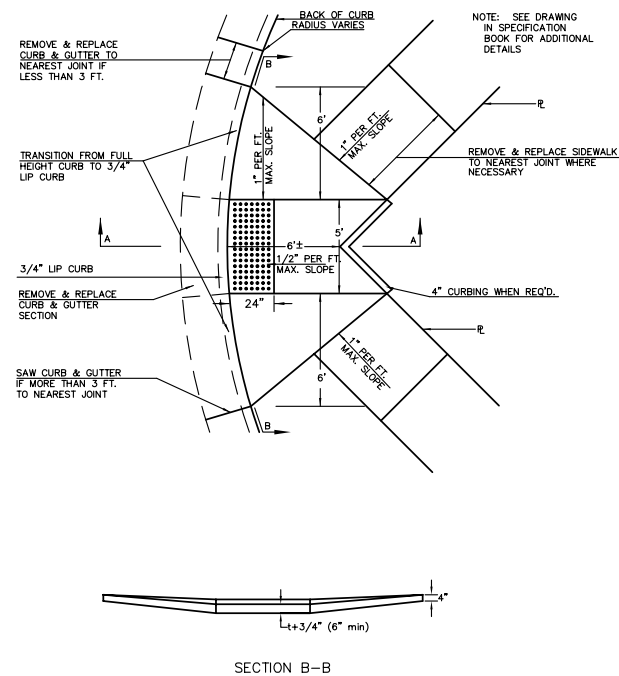 BACK OF CURB
RADIUS VARIES
NOTE: SEE DRAWING
IN SPECIFICATION
BOOK FOR ADDITIONAL
DETAILS
REMOVE & REPLACE
CURB & GUTTER TO
NEAREST JOINT IF
LESS THAN 3 FT.
B
6'
1" PER FT.
MAX. SLOPE
1" PER FT.
MAX. SLOPE
℄
REMOVE & REPLACE SIDEWALK
TO NEAREST JOINT WHERE
NECESSARY
TRANSITION FROM FULL
HEIGHT CURB TO 3/4"
LIP CURB
A
6'±
5'
A
1/2" PER FT.
MAX. SLOPE
3/4" LIP CURB
24"
4" CURBING WHEN REQ'D.
REMOVE & REPLACE
CURB & GUTTER
SECTION
℄
1" PER FT.
MAX. SLOPE
6'
SAW CURB & GUTTER
IF MORE THAN 3 FT.
TO NEAREST JOINT
B
4"
t+3/4" (6" min)
SECTION B-B